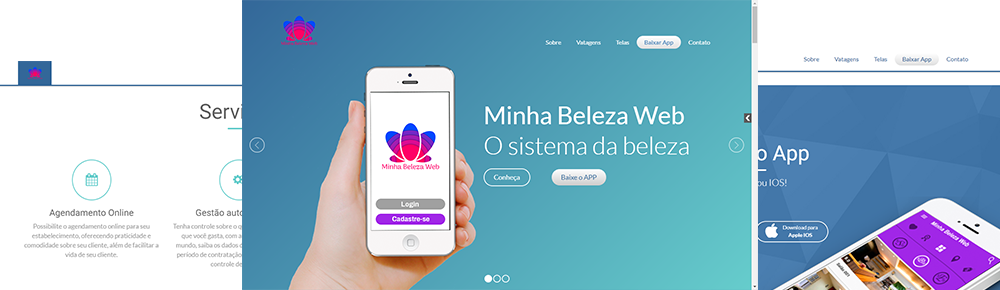 Servi
Agendamento Online
Possibilite o agendamento online para seu
estabelecimento, oferecendo praticidade e
comodidade sobre seu cliente, além de facilitar a
vida de seu cliente.
Gestão auto
Tenha controle sobre o q
que você gasta, com a
mundo, saiba os dados d
período de contrataçã
controle de
Sobre
Vatagens
Telas
Baixar App
Contato
Minha Beleza Web
Login
Cadastre-se
Minha Beleza Web
O sistema da beleza
Conheça
Baixe o APP
Sobre
Vatagens
Telas
Baixar App
Contato
o App
ou IOS!
Download para
Apple IOS
Minha Beleza Web